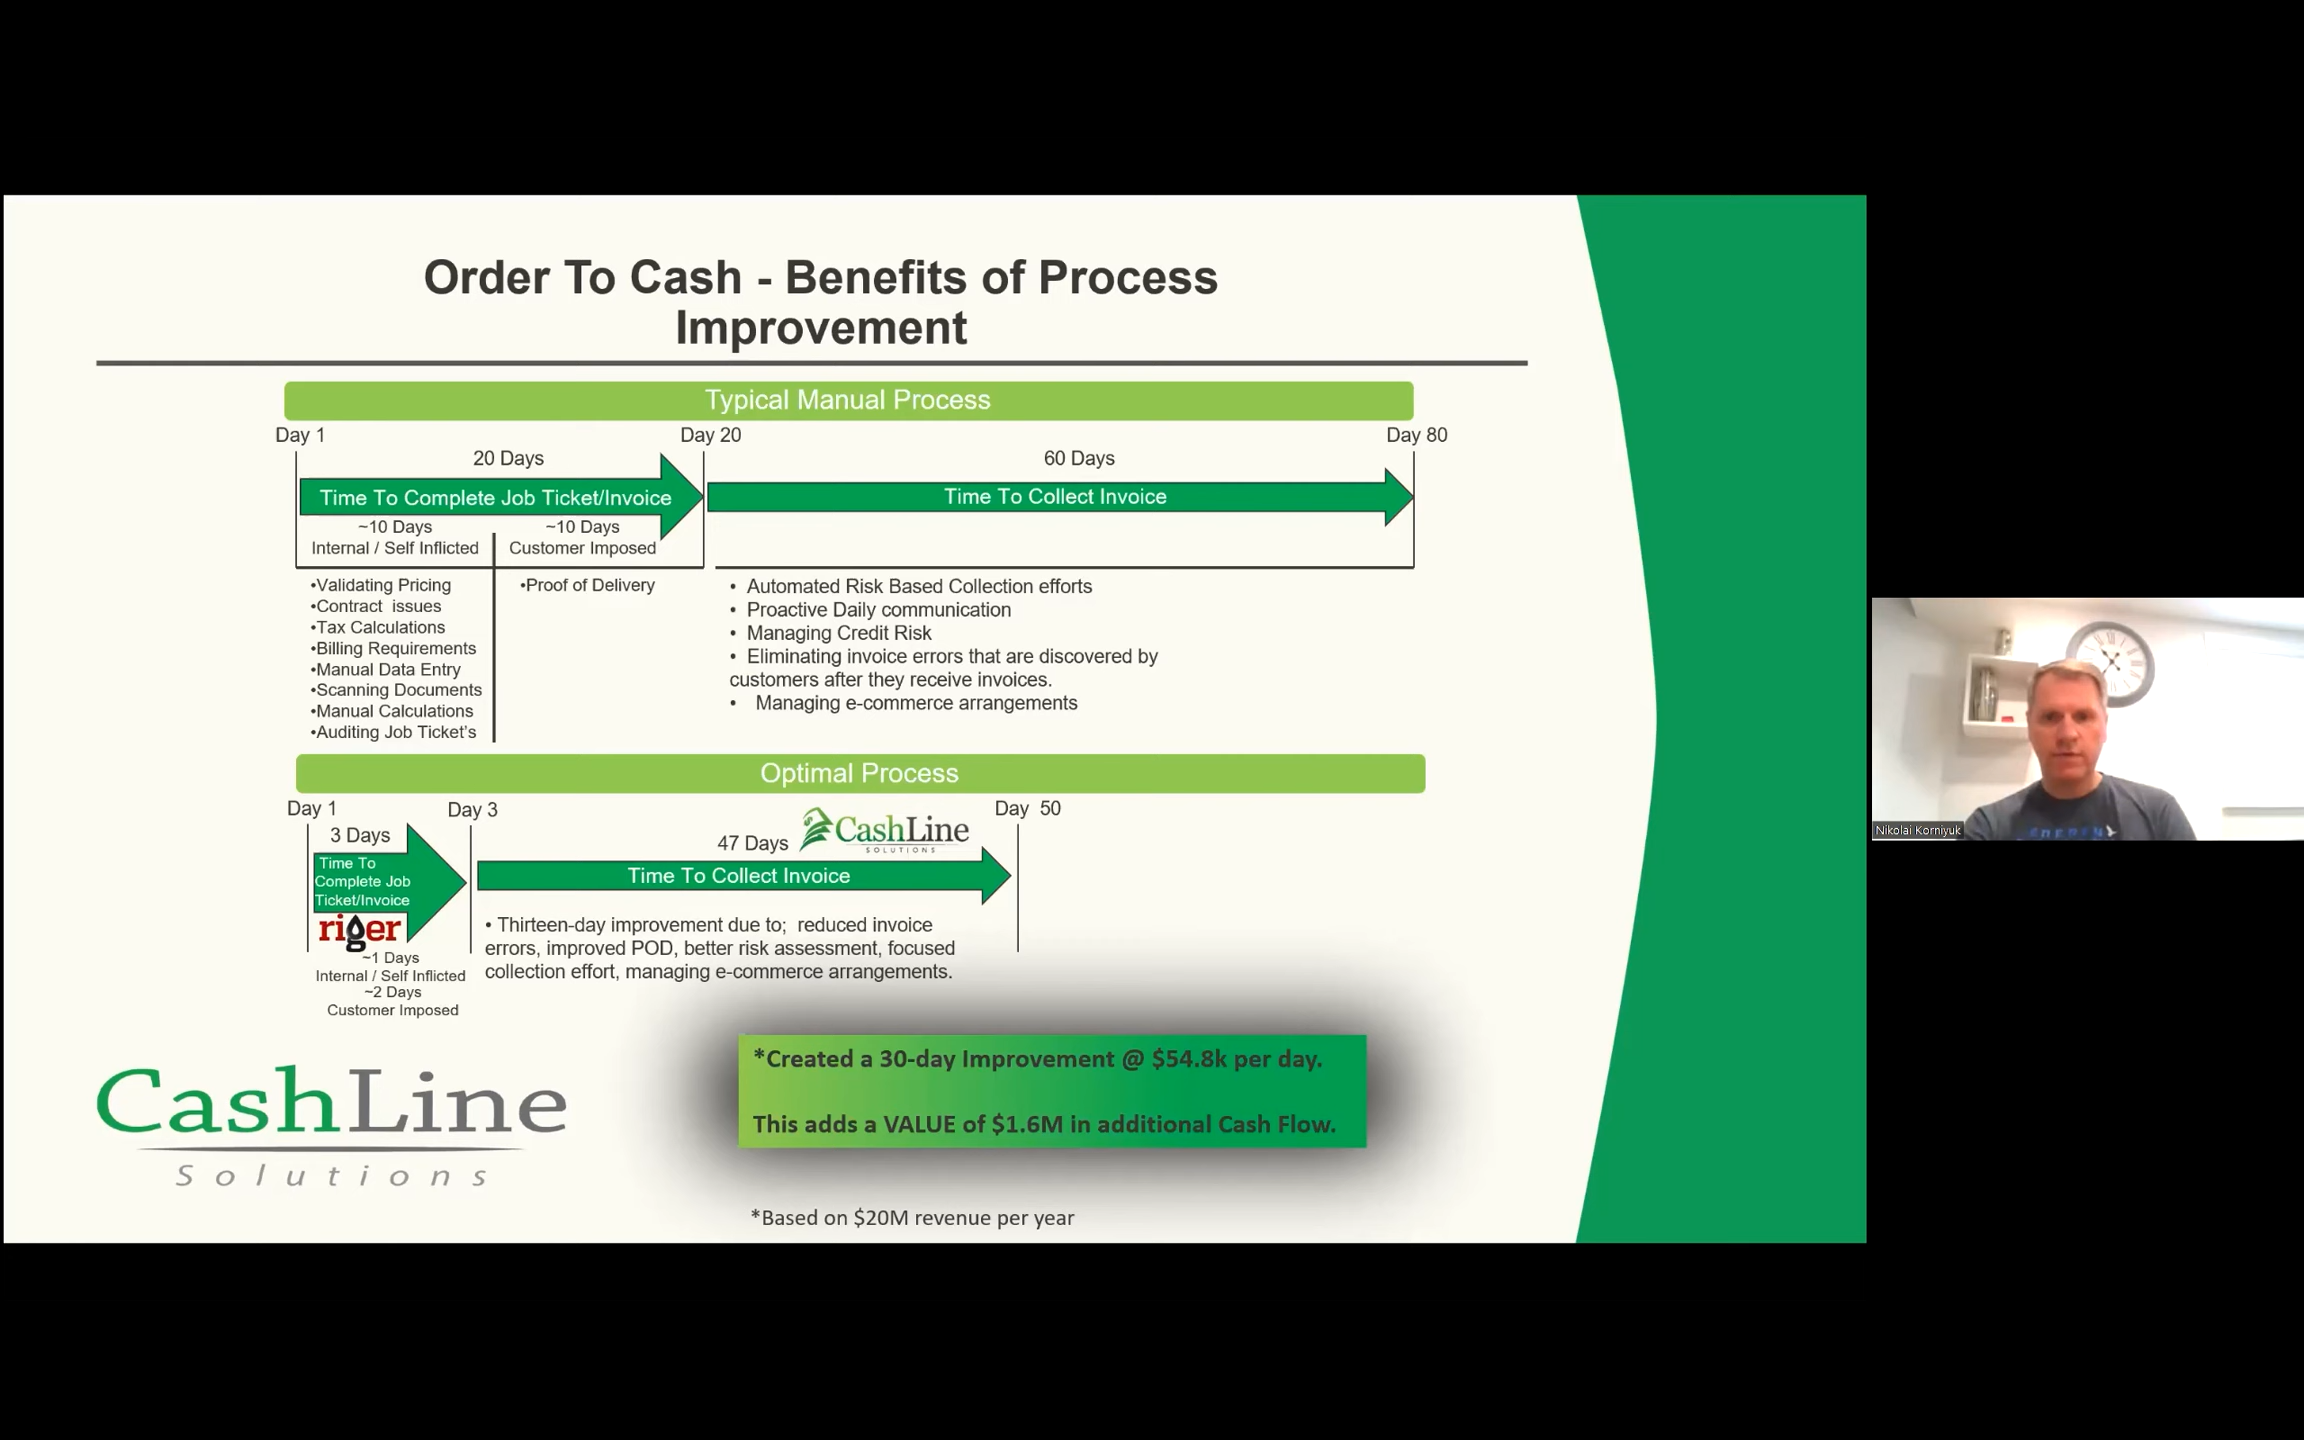 Order To Cash - Benefits of Process
Improvement
Typical Manual Process
Day 1
Day 20
Day 80
20 Days
60 Days
Time To Complete Job Ticket/Invoice
Time To Collect Invoice
~10 Days
Internal / Self Inflicted
~10 Days
Customer Imposed
•Validating Pricing
•Contract  issues
•Tax Calculations
•Billing Requirements
•Manual Data Entry
•Scanning Documents
•Manual Calculations
•Auditing Job Ticket's
•Proof of Delivery
• Automated Risk Based Collection efforts
• Proactive Daily communication
• Managing Credit Risk
• Eliminating invoice errors that are discovered by
customers after they receive invoices.
• Managing e-commerce arrangements
Optimal Process
Day 1
Day 3
Day  50
3 Days
47 Days
CashLine
SOLUTIONS
Time To
Complete Job
Ticket/Invoice
Time To Collect Invoice
riger
~1 Days
Internal / Self Inflicted
~2 Days
Customer Imposed
• Thirteen-day improvement due to;  reduced invoice
errors, improved POD, better risk assessment, focused
collection effort, managing e-commerce arrangements.
*Created a 30-day Improvement @ $54.8k per day.
This adds a VALUE of $1.6M in additional Cash Flow.
CashLine
Solutions
*Based on $20M revenue per year
Nikolai Korniyuk